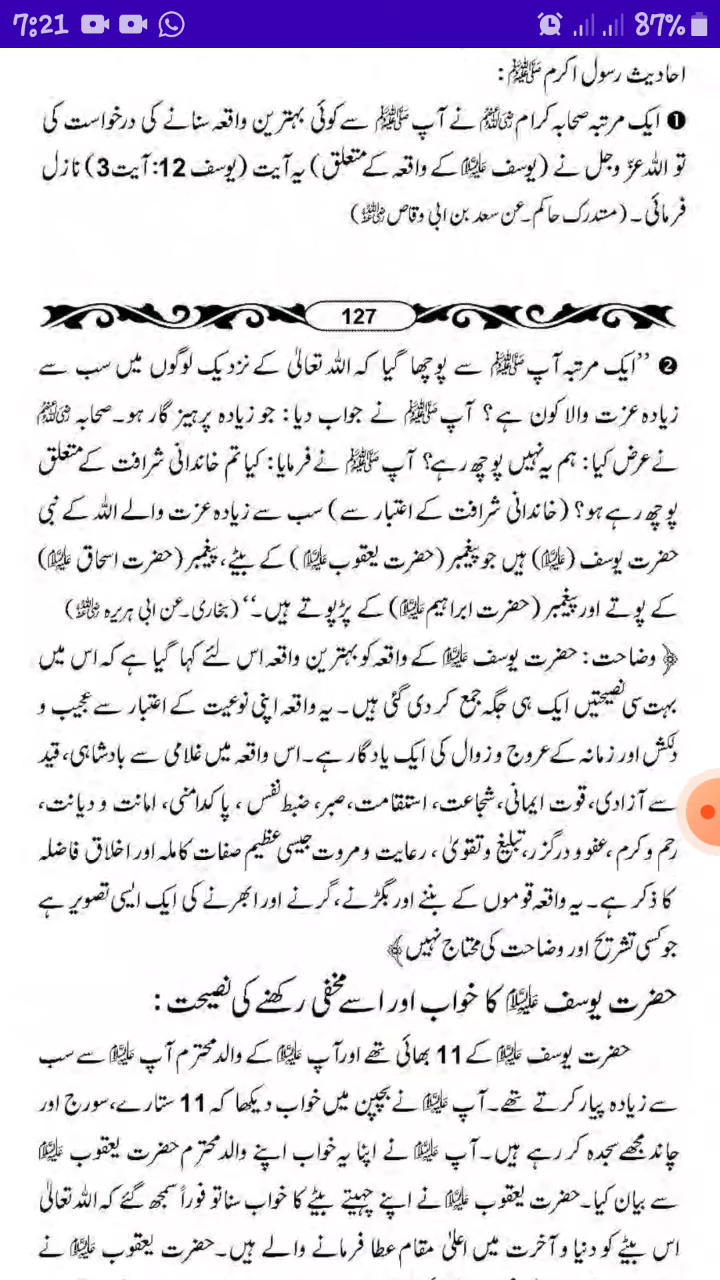 7:21 87%
احادیث رسول اکرم ﷺ:
❶ ایک مرتبہ صحابہ کرام رضی اللہ عنہم نے آپ ﷺ سے کوئی بہترین واقعہ سنانے کی درخواست کی
تو اللہ عزّ وجل نے (یوسف علیہ السلام کے واقعہ کے متعلق) یہ آیت (یوسف 12: آیت 3) نازل
فرمائی۔ (مستدرک حاکم۔ عن سعد بن ابی وقاص رضی اللہ عنہ)
127
❷ ’’ایک مرتبہ آپ ﷺ سے پوچھا گیا کہ اللہ تعالیٰ کے نزدیک لوگوں میں سب سے
زیادہ عزت والا کون ہے؟ آپ ﷺ نے جواب دیا: جو زیادہ پرہیز گار ہو۔ صحابہ رضی اللہ عنہم
نے عرض کیا: ہم یہ نہیں پوچھ رہے؟ آپ ﷺ نے فرمایا: کیا تم خاندانی شرافت کے متعلق
پوچھ رہے ہو؟ (خاندانی شرافت کے اعتبار سے) سب سے زیادہ عزت والے اللہ کے نبی
حضرت یوسف (علیہ السلام) ہیں جو پیغمبر (حضرت یعقوب علیہ السلام) کے بیٹے، پیغمبر (حضرت اسحاق علیہ السلام)
کے پوتے اور پیغمبر (حضرت ابراہیم علیہ السلام) کے پڑپوتے ہیں۔‘‘ (بخاری۔ عن ابی ہریرہ رضی اللہ عنہ)
﴿ وضاحت: حضرت یوسف علیہ السلام کے واقعہ کو بہترین واقعہ اس لئے کہا گیا ہے کہ اس میں
بہت سی نصیحتیں ایک ہی جگہ جمع کر دی گئی ہیں۔ یہ واقعہ اپنی نوعیت کے اعتبار سے عجیب و
دلکش اور زمانہ کے عروج و زوال کی ایک یادگار ہے۔ اس واقعہ میں غلامی سے بادشاہی، قید
سے آزادی، قوت ایمانی، شجاعت، استقامت، صبر، ضبط نفس، پاکدامنی، امانت و دیانت،
رحم و کرم، عفو و درگزر، تبلیغ و تقویٰ، رعایت و مروت جیسی عظیم صفات کاملہ اور اخلاق فاضلہ
کا ذکر ہے۔ یہ واقعہ قوموں کے بننے اور بگڑنے، گرنے اور ابھرنے کی ایک ایسی تصویر ہے
جو کسی تشریح اور وضاحت کی محتاج نہیں﴾
حضرت یوسف علیہ السلام کا خواب اور اسے مخفی رکھنے کی نصیحت:
حضرت یوسف علیہ السلام کے 11 بھائی تھے اور آپ علیہ السلام کے والد محترم آپ علیہ السلام سے سب
سے زیادہ پیار کرتے تھے۔ آپ علیہ السلام نے بچپن میں خواب دیکھا کہ 11 ستارے، سورج اور
چاند مجھے سجدہ کر رہے ہیں۔ آپ علیہ السلام نے اپنا یہ خواب اپنے والد محترم حضرت یعقوب علیہ السلام
سے بیان کیا۔ حضرت یعقوب علیہ السلام نے اپنے چہیتے بیٹے کا خواب سنا تو فوراً سمجھ گئے کہ اللہ تعالیٰ
اس بیٹے کو دنیا و آخرت میں اعلیٰ مقام عطا فرمانے والے ہیں۔ حضرت یعقوب علیہ السلام نے